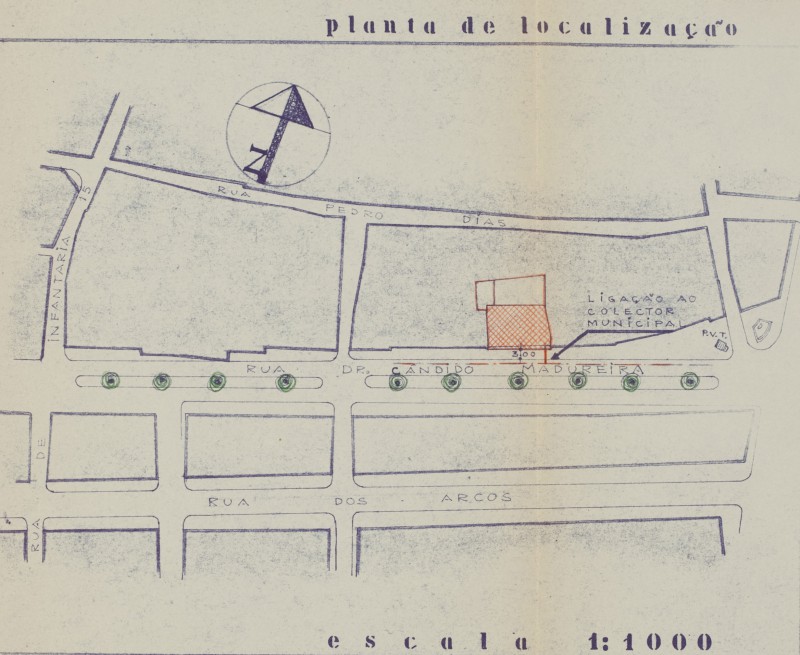 planta de localização
N
RUA PEDRO DIAS
INFANTARIA 15
LIGAÇÃO AO
COLECTOR
MUNICIPAL
P.V.T.
3,00
RUA DR. CANDIDO MADUREIRA
RUA DE
RUA DOS ARCOS
escala 1:1000